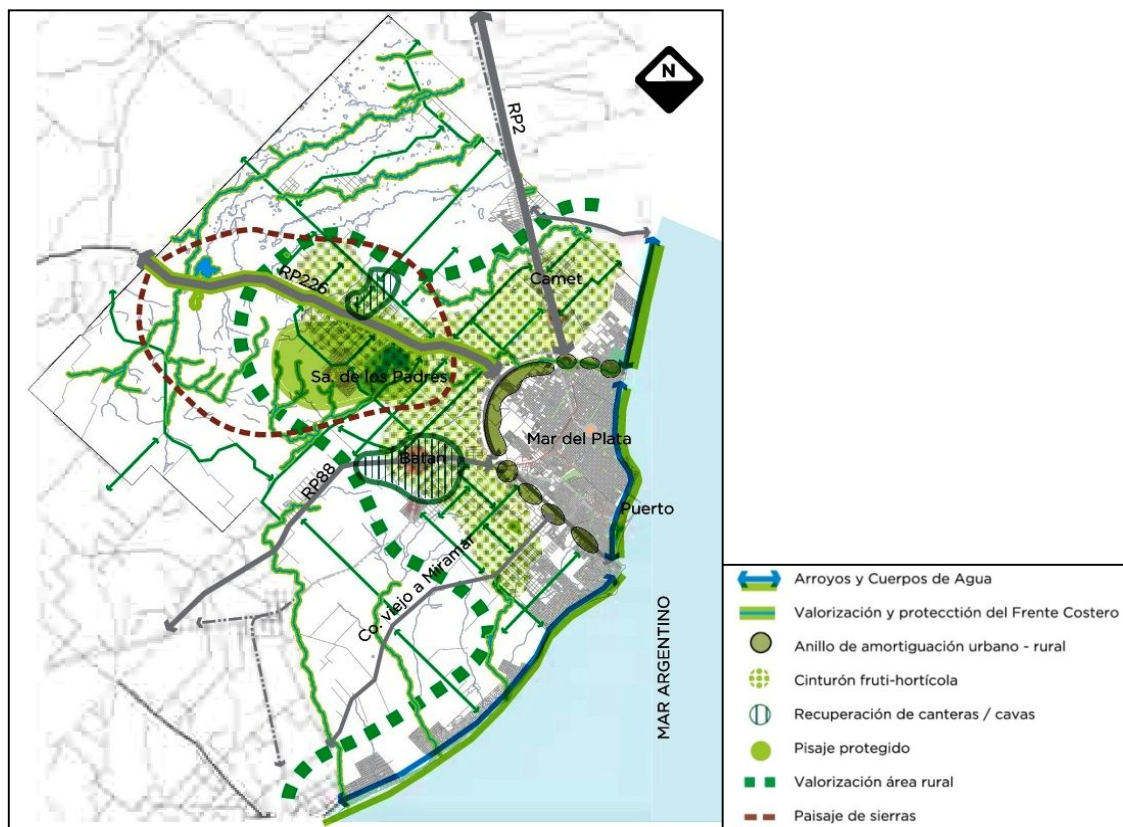 N
RP2
RP226
Camet
Sa. de los Padres
Mar del Plata
Batan
RP88
Puerto
Co. viejo a Miramar
MAR ARGENTINO
Arroyos y Cuerpos de Agua
Valorización y protecctión del Frente Costero
Anillo de amortiguación urbano - rural
Cinturón fruti-hortícola
Recuperación de canteras / cavas
Pisaje protegido
Valorización área rural
Paisaje de sierras